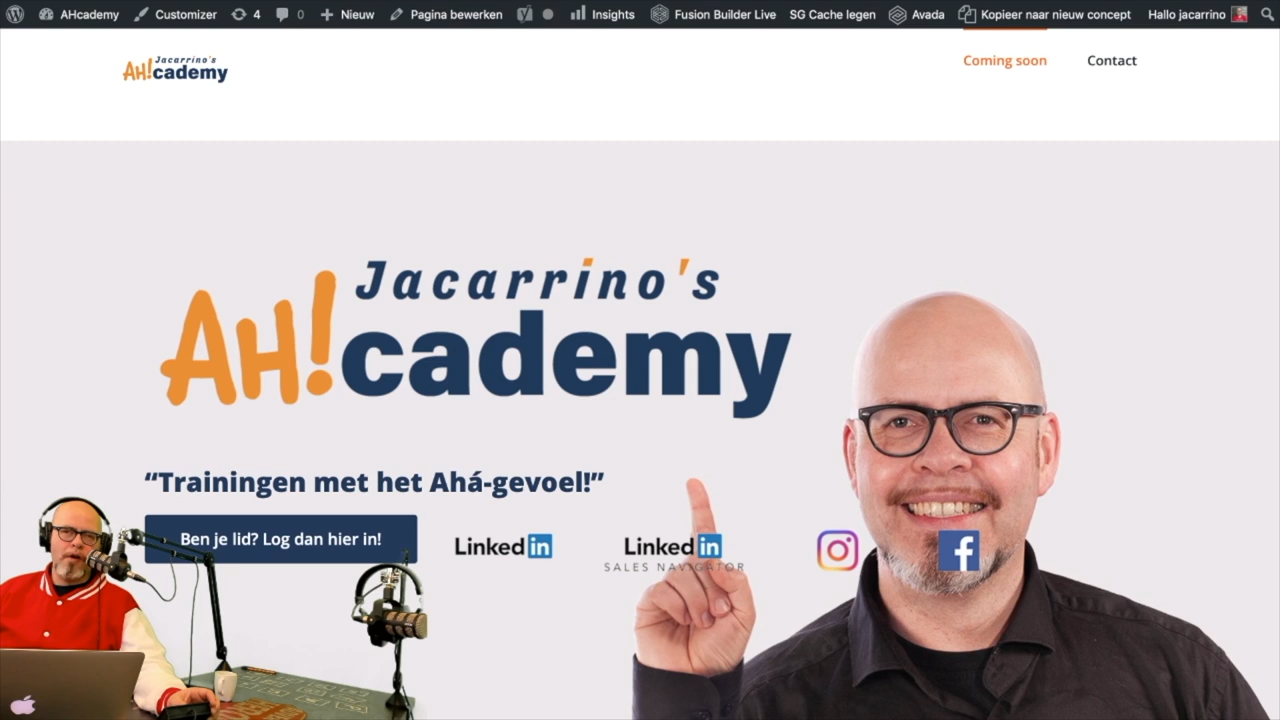 AHcademy Customizer 4 0 Nieuw Pagina bewerken Insights Fusion Builder Live SG Cache legen Avada Kopieer naar nieuw concept Hallo jacarrino
Jacarrino's
AH!cademy
Coming soon Contact
Jacarrino's
AH!cademy
“Trainingen met het Ahá-gevoel!”
Ben je lid? Log dan hier in!
Linked in
Linked in
SALES NAVIGATOR